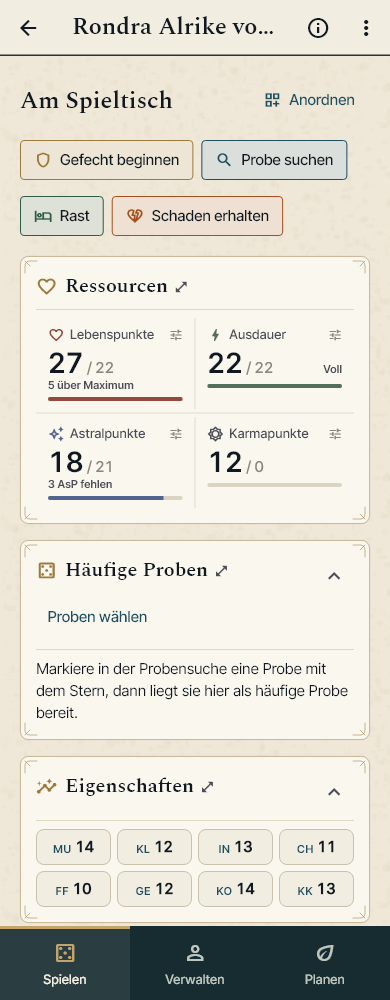 Rondra Alrike vo...
Am Spieltisch
Anordnen
Gefecht beginnen
Probe suchen
Rast
Schaden erhalten
Ressourcen
Lebenspunkte
27 / 22
5 über Maximum
Ausdauer
22 / 22
Voll
Astralpunkte
18 / 21
3 AsP fehlen
Karmapunkte
12 / 0
Häufige Proben
Proben wählen
Markiere in der Probensuche eine Probe mit
dem Stern, dann liegt sie hier als häufige Probe
bereit.
Eigenschaften
MU 14
KL 12
IN 13
CH 11
FF 10
GE 12
KO 14
KK 13
Spielen
Verwalten
Planen